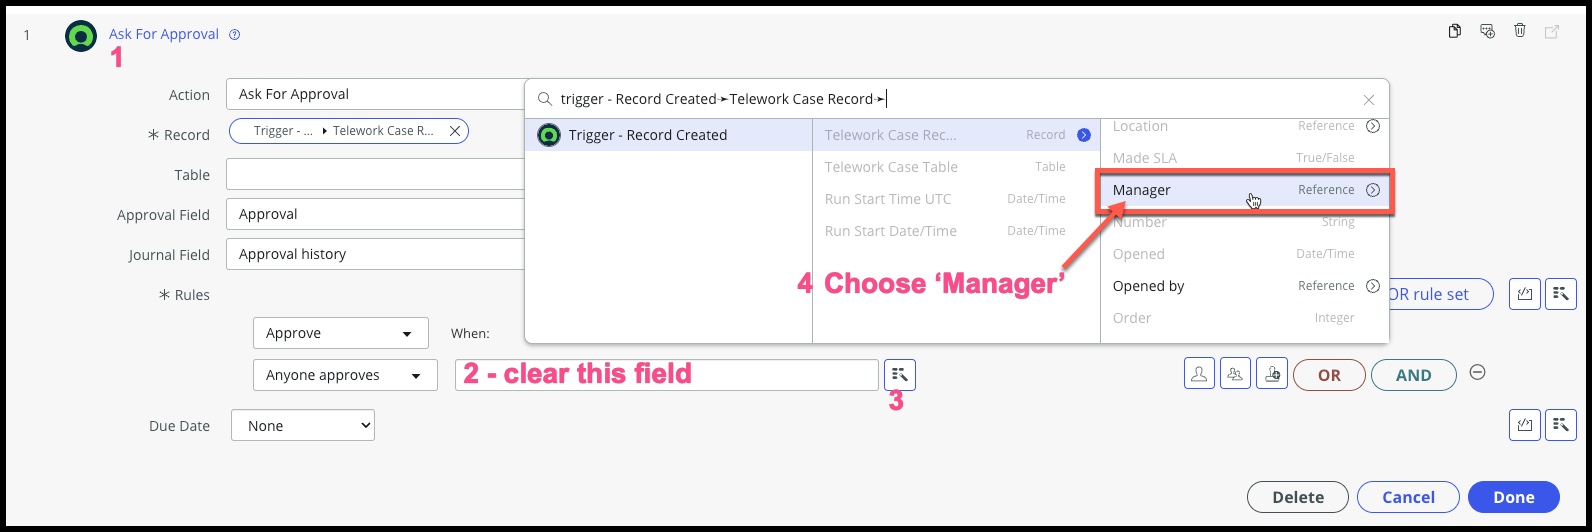 1
Ask For Approval
1
Action
Ask For Approval
trigger - Record Created➛Telework Case Record➛
Record
Trigger - ... ▸ Telework Case R...
Trigger - Record Created
Telework Case Rec...
Record
Location
Reference
Telework Case Table
Table
Made SLA
True/False
Table
Run Start Time UTC
Date/Time
Manager
Reference
Approval Field
Approval
Run Start Date/Time
Date/Time
Number
String
Journal Field
Approval history
Opened
Date/Time
4 Choose ‘Manager’
Opened by
Reference
Rules
OR rule set
Order
Integer
Approve
When:
Anyone approves
2 - clear this field
3
OR
AND
Due Date
None
Delete
Cancel
Done